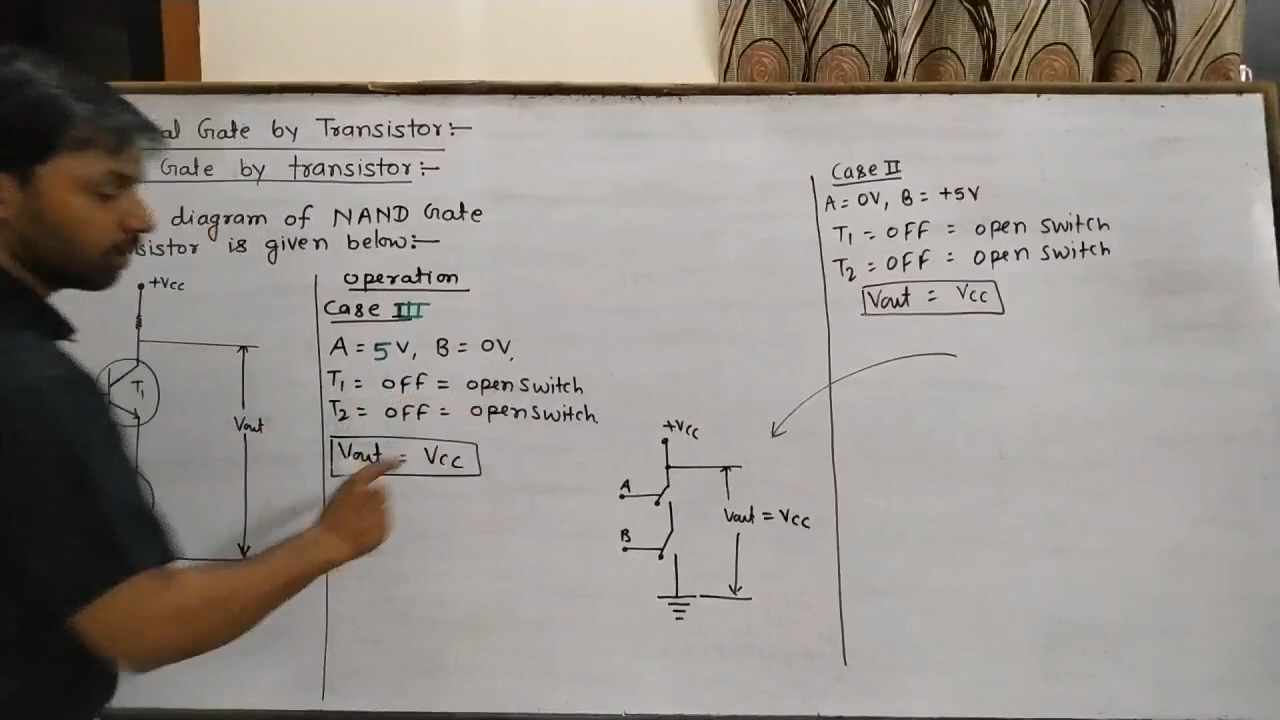 al Gate by Transistor:-
Gate by transistor:-
diagram of NAND Gate
sistor is given below:-
+Vcc
T1
Vout
operation
Case III
A = 5V, B = 0V,
T1 = OFF = open switch
T2 = OFF = open switch.
Vout = Vcc
+Vcc
A
B
Vout = Vcc
Case II
A = 0V, B = +5V
T1 = OFF = open switch
T2 = OFF = open switch
Vout = Vcc